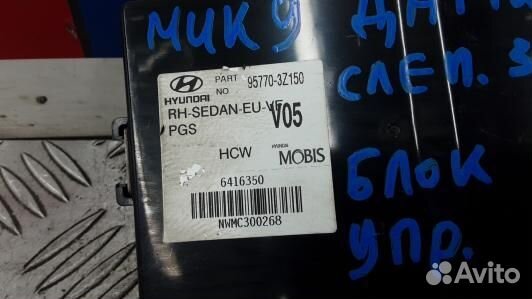 МИК 9
СЛЕП. З
HYUNDAI
PART NO 95770-3Z150
RH-SEDAN-EU- V05
PGS
HCW HYUNDAI MOBIS
6416350
NWMC300268
БЛОК
УПР.
Avito